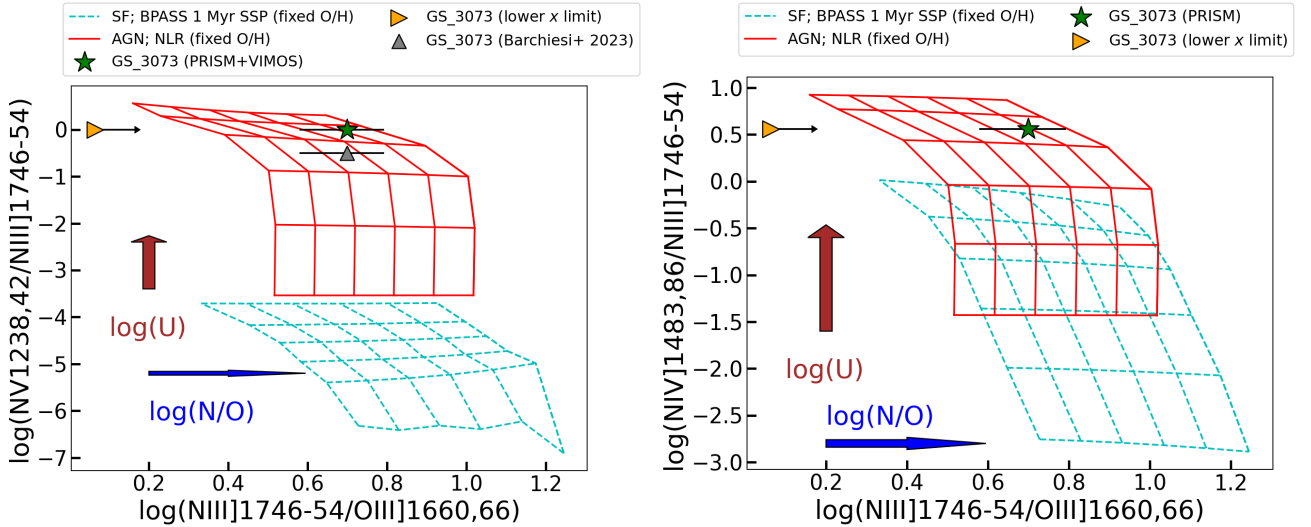 SF; BPASS 1 Myr SSP (fixed O/H)
AGN; NLR (fixed O/H)
GS_3073 (PRISM+VIMOS)
GS_3073 (lower x limit)
GS_3073 (Barchiesi+ 2023)
log(NV1238,42/NIII]1746-54)
0
−1
−2
−3
−4
−5
−6
−7
log(U)
log(N/O)
0.2 0.4 0.6 0.8 1.0 1.2
log(NIII]1746-54/OIII]1660,66)
SF; BPASS 1 Myr SSP (fixed O/H)
AGN; NLR (fixed O/H)
GS_3073 (PRISM)
GS_3073 (lower x limit)
log(NIV]1483,86/NIII]1746-54)
1.0
0.5
0.0
−0.5
−1.0
−1.5
−2.0
−2.5
−3.0
log(U)
log(N/O)
0.2 0.4 0.6 0.8 1.0 1.2
log(NIII]1746-54/OIII]1660,66)